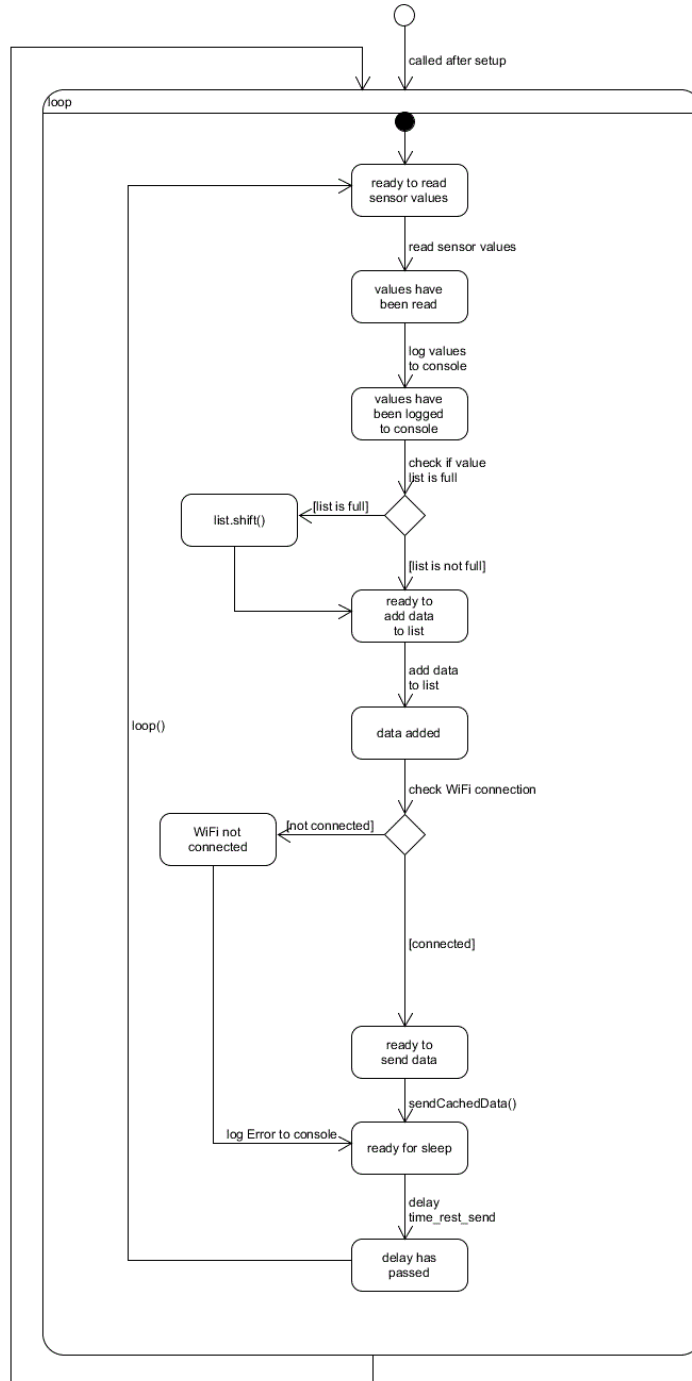 called after setup
loop
ready to read
sensor values
read sensor values
values have
been read
log values
to console
values have
been logged
to console
check if value
list is full
[list is full]
list.shift()
[list is not full]
ready to
add data
to list
add data
to list
loop()
data added
check WiFi connection
[not connected]
WiFi not
connected
[connected]
ready to
send data
sendCachedData()
log Error to console
ready for sleep
delay
time_rest_send
delay has
passed